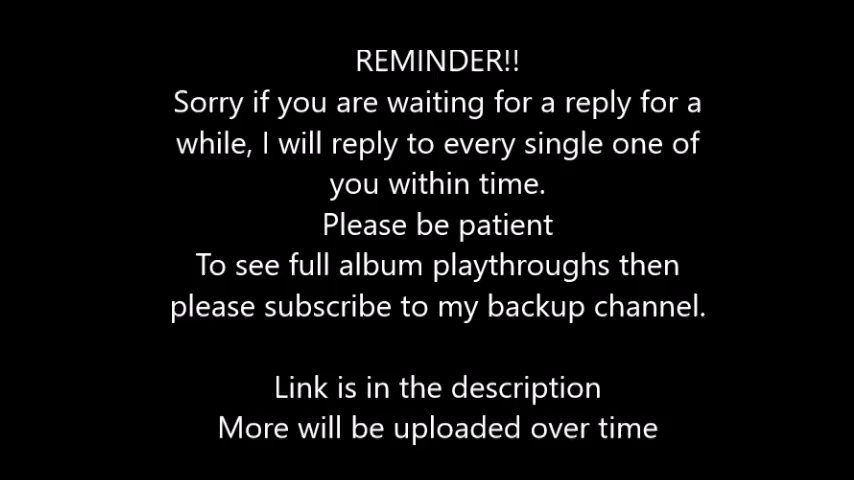 REMINDER!!
Sorry if you are waiting for a reply for a
while, I will reply to every single one of
you within time.
Please be patient
To see full album playthroughs then
please subscribe to my backup channel.
Link is in the description
More will be uploaded over time